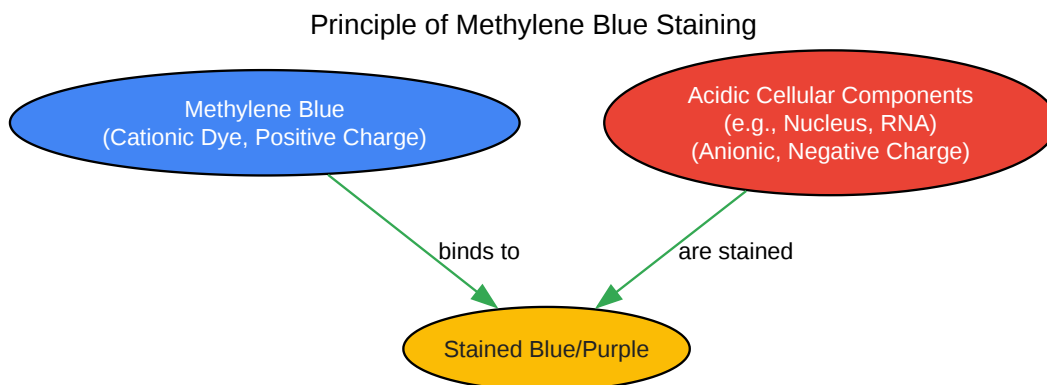 Principle of Methylene Blue Staining
Methylene Blue
(Cationic Dye, Positive Charge)
Acidic Cellular Components
(e.g., Nucleus, RNA)
(Anionic, Negative Charge)
binds to
are stained
Stained Blue/Purple